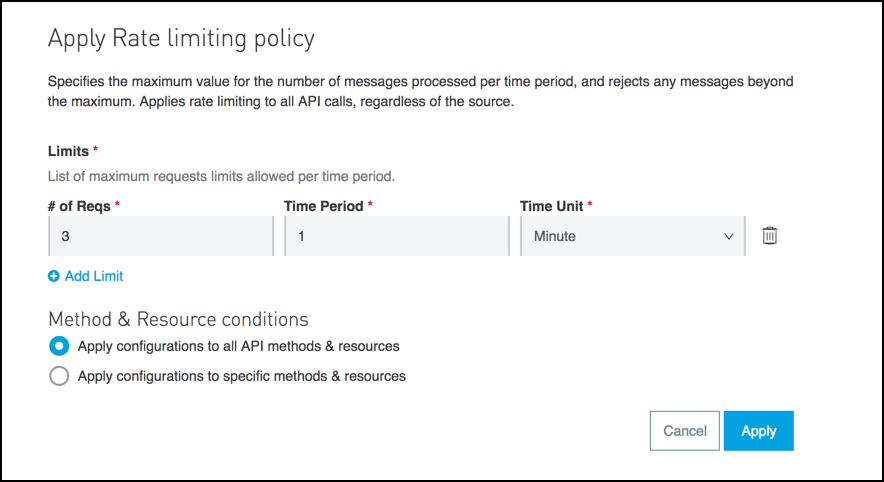 Apply Rate limiting policy
Specifies the maximum value for the number of messages processed per time period, and rejects any messages beyond
the maximum. Applies rate limiting to all API calls, regardless of the source.
Limits *
List of maximum requests limits allowed per time period.
# of Reqs * Time Period * Time Unit *
3 1 Minute
Add Limit
Method & Resource conditions
Apply configurations to all API methods & resources
Apply configurations to specific methods & resources
Cancel Apply